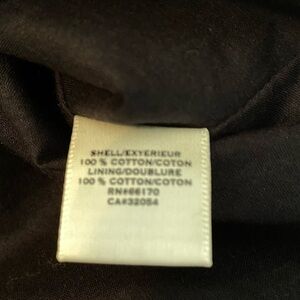 SHELL/EXTERIEUR
100 % COTTON/COTON
LINING/DOUBLURE
100 % COTTON/COTON
RN#66170
CA#32054